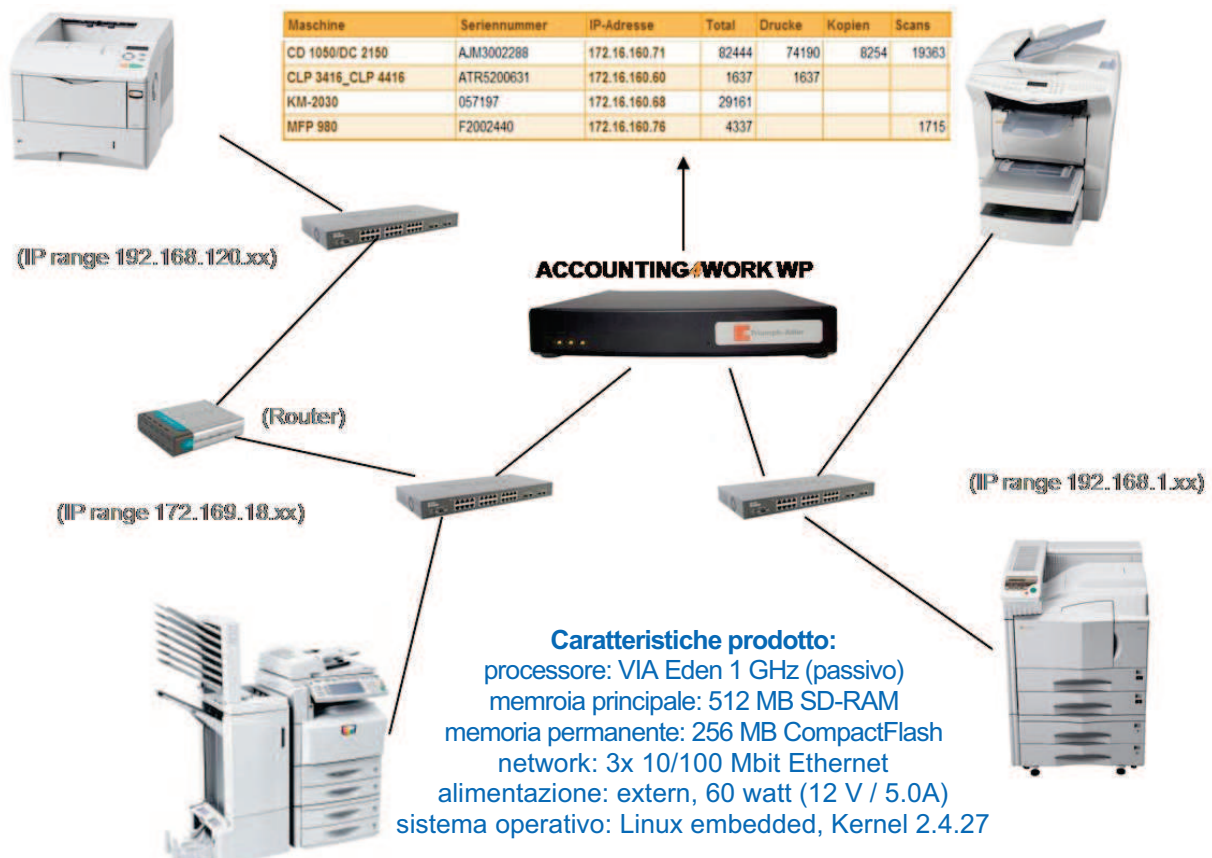 Maschine Seriennummer IP-Adresse Total Drucke Kopien Scans
CD 1050/DC 2150 AJM3002288 172.16.160.71 82444 74190 8254 19363
CLP 3416_CLP 4416 ATR5200631 172.16.160.60 1637 1637
KM-2030 057197 172.16.160.68 29161
MFP 980 F2002440 172.16.160.76 4337 1715
(IP range 192.168.120.xx)
ACCOUNTING4WORK WP
Triumph-Adler
(Router)
(IP range 192.168.1.xx)
(IP range 172.169.18.xx)
Caratteristiche prodotto:
processore: VIA Eden 1 GHz (passivo)
memroia principale: 512 MB SD-RAM
memoria permanente: 256 MB CompactFlash
network: 3x 10/100 Mbit Ethernet
alimentazione: extern, 60 watt (12 V / 5.0A)
sistema operativo: Linux embedded, Kernel 2.4.27